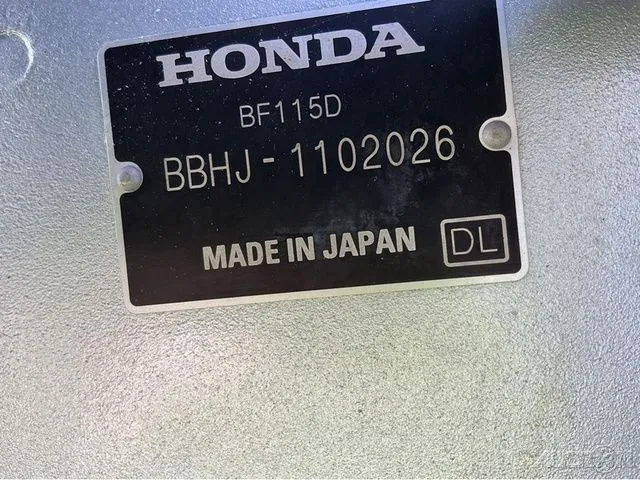 HONDA
BF115D
BBHJ-1102026
MADE IN JAPAN DL